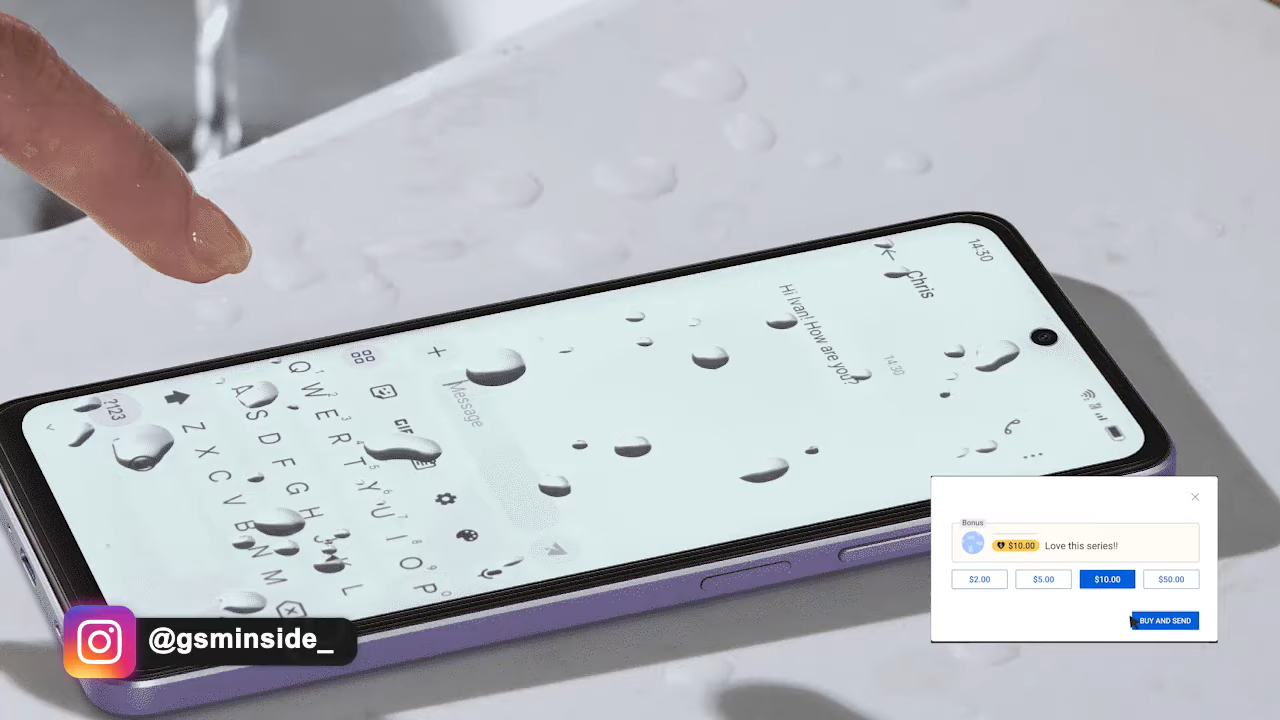 14:30
Chris
Hi Ivan! How are you?
14:30
Message
GIF
Q W E R T Y U I O P
A S D F G H J K L
?123
Z X C V B N M
@gsminside_
Bonus
$10.00 Love this series!!
$2.00 $5.00 $10.00 $50.00
BUY AND SEND